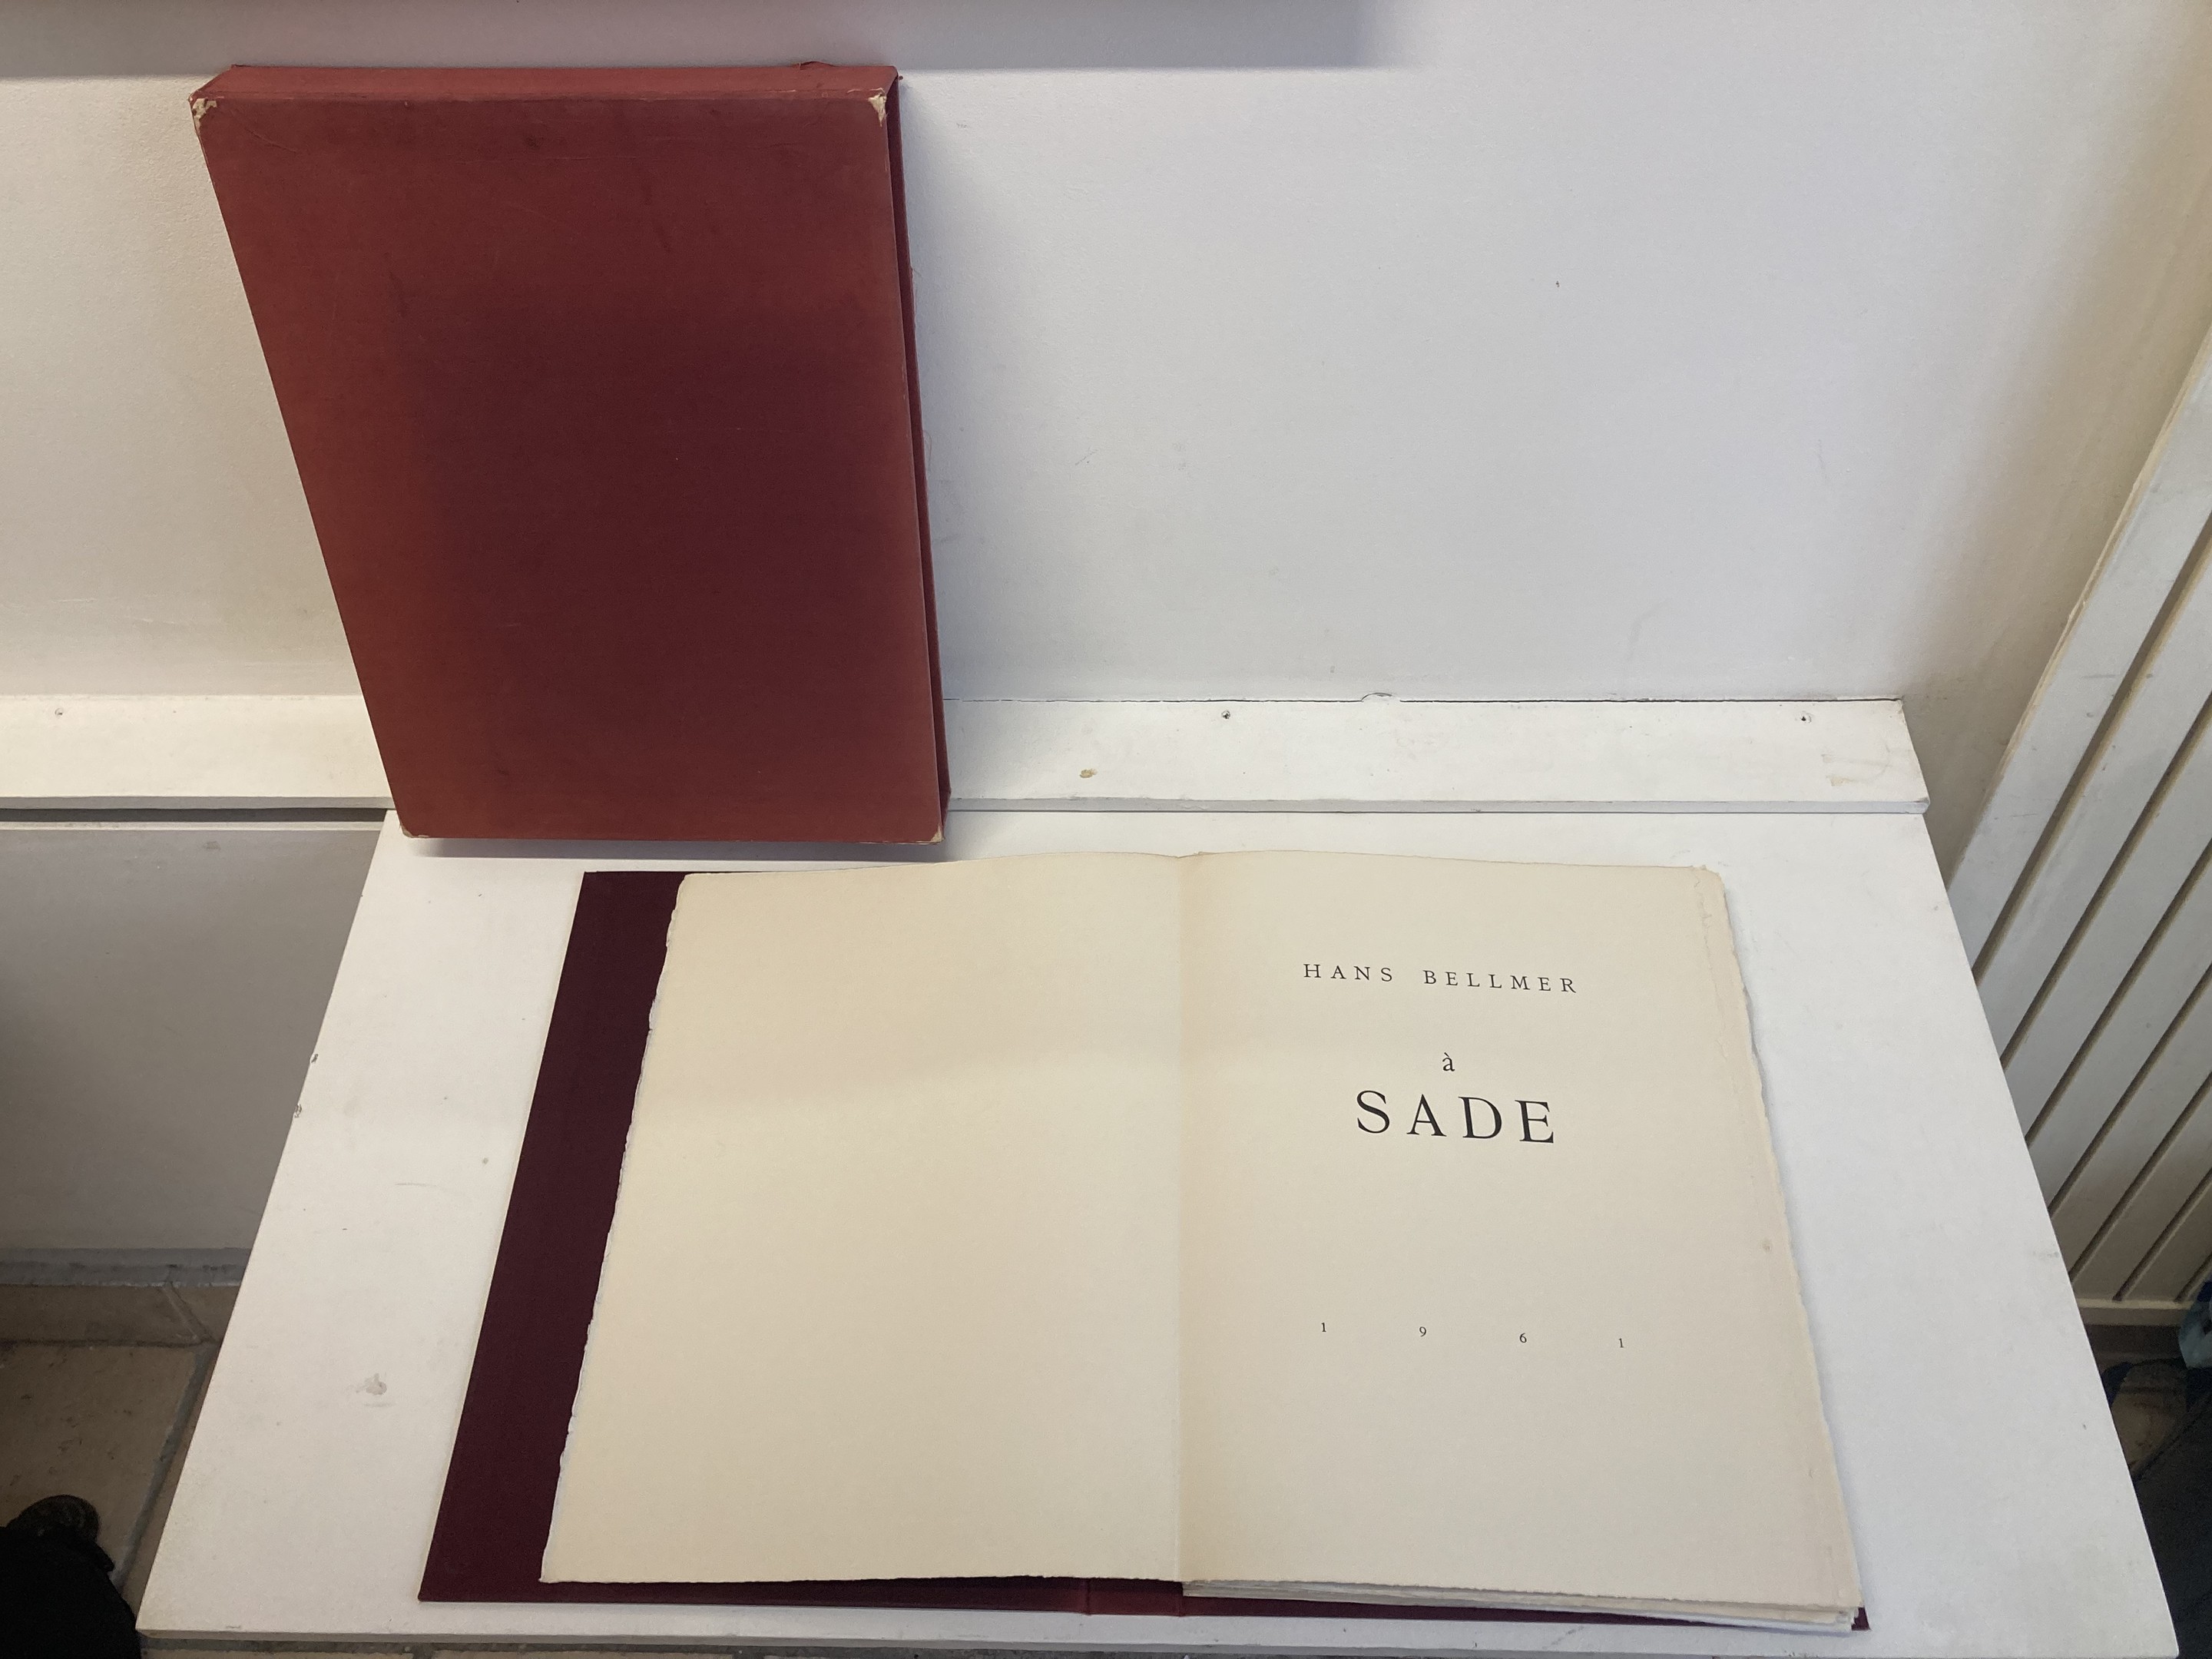 HANS BELLMER
à
SADE
1 9 6 1